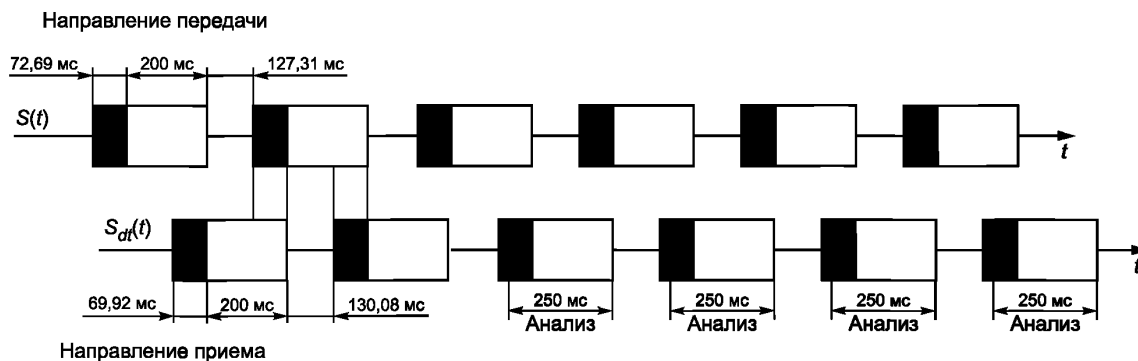 Направление передачи
72,69 мс 200 мс 127,31 мс
S(t)
t
S_dt(t)
t
69,92 мс 200 мс 130,08 мс 250 мс 250 мс 250 мс 250 мс
Анализ Анализ Анализ Анализ
Направление приема